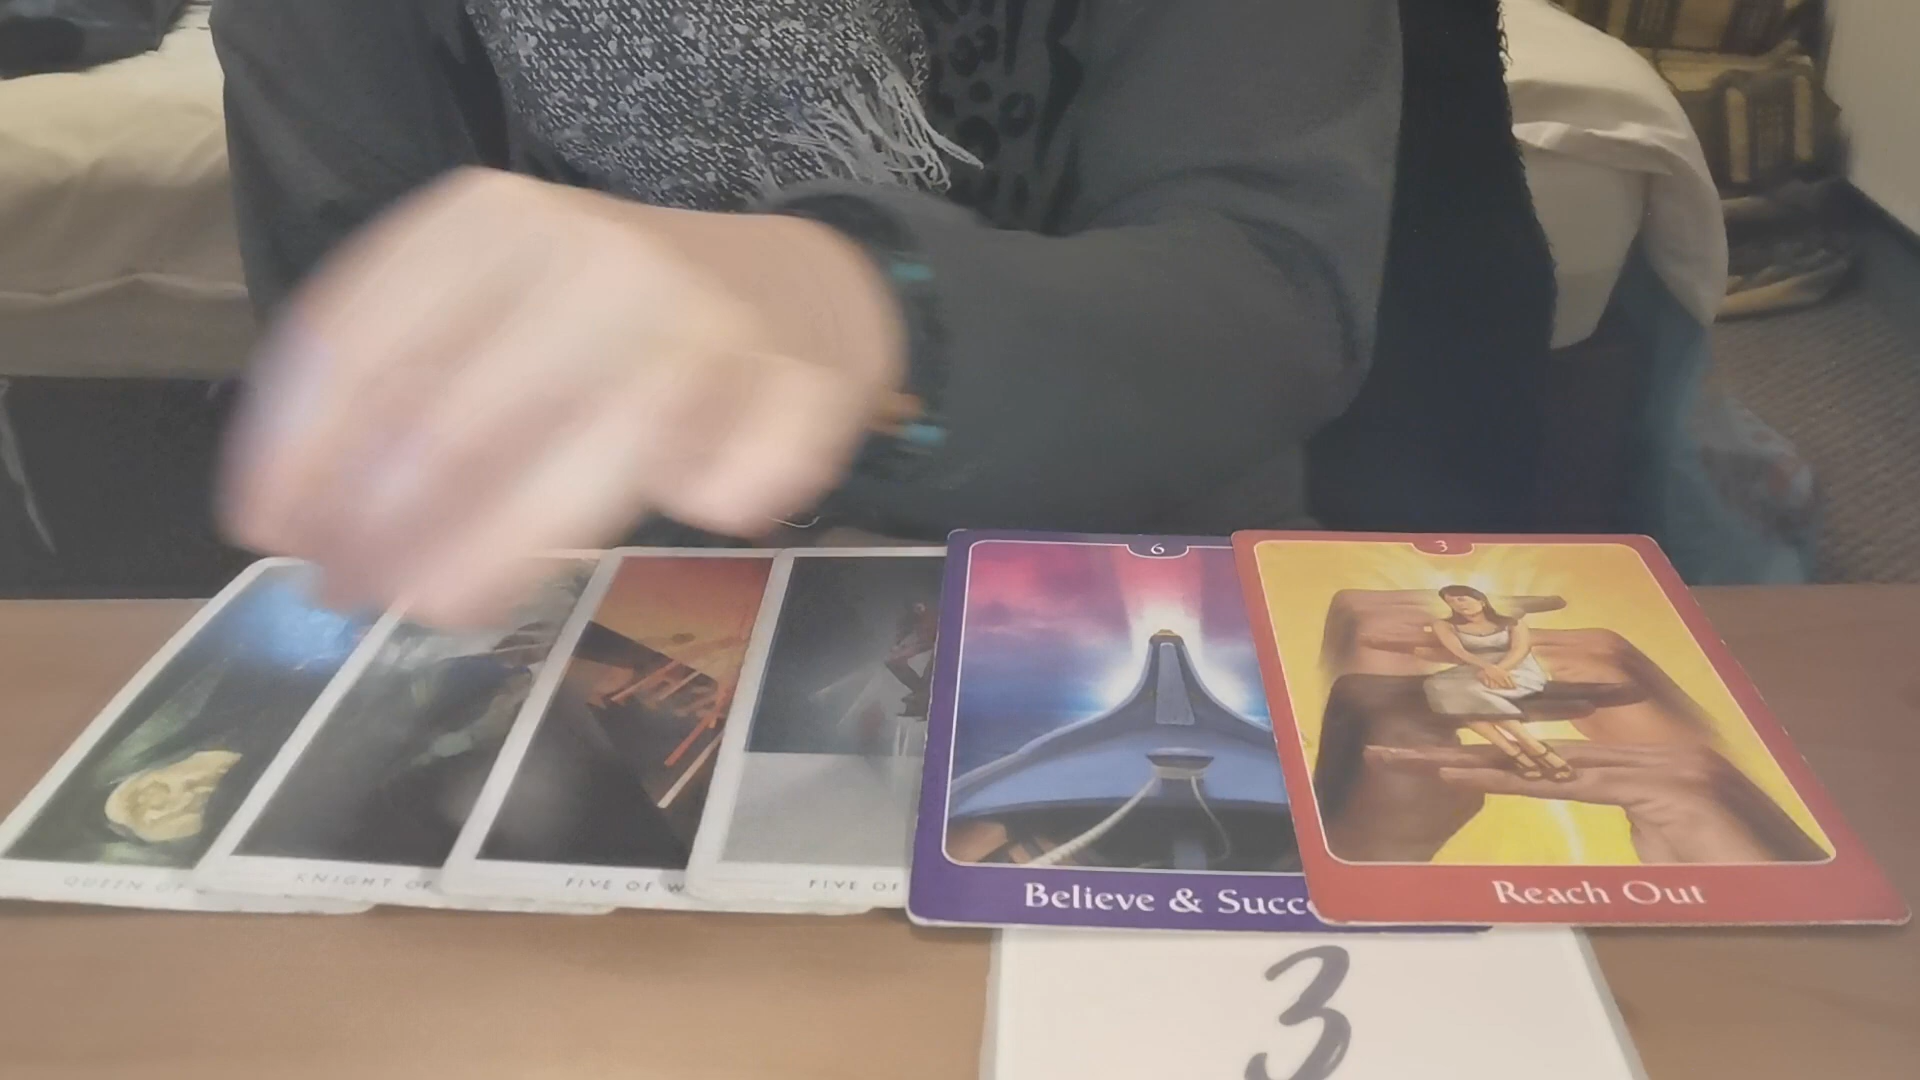 6
3
QUEEN OF
KNIGHT OF
FIVE OF W
FIVE OF
Believe & Succe
Reach Out
3